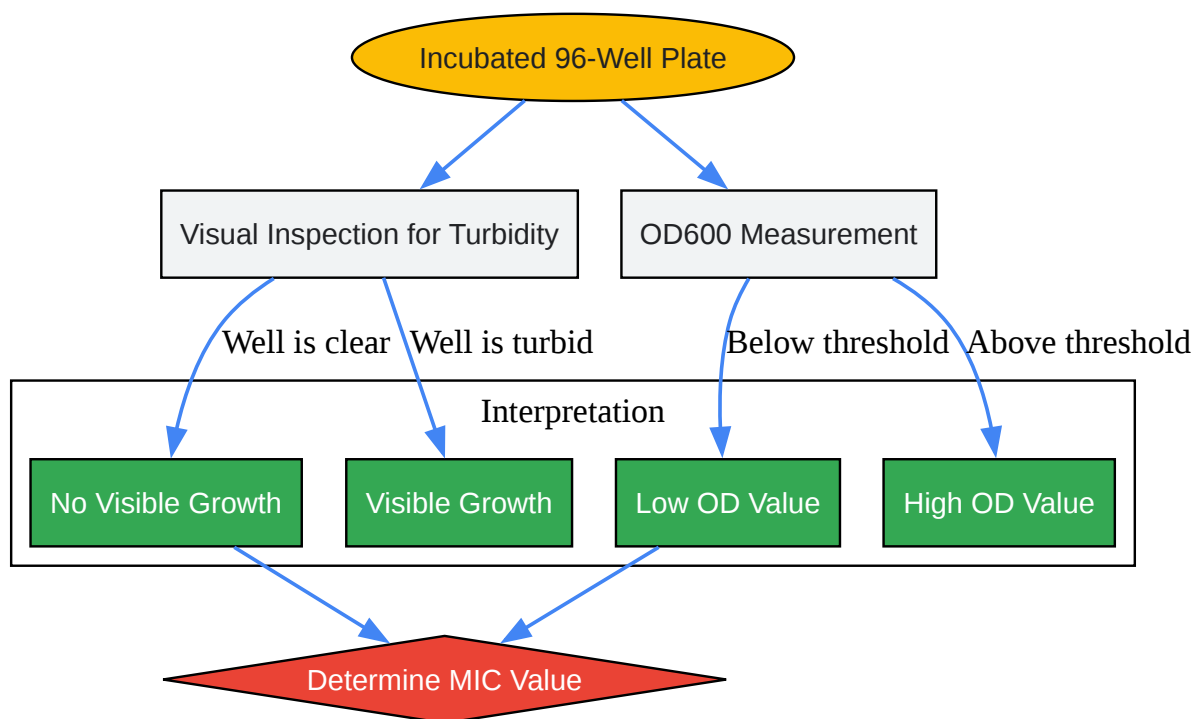 Incubated 96-Well Plate
Visual Inspection for Turbidity
OD600 Measurement
Well is clear
Well is turbid
Below threshold
Above threshold
Interpretation
No Visible Growth
Visible Growth
Low OD Value
High OD Value
Determine MIC Value